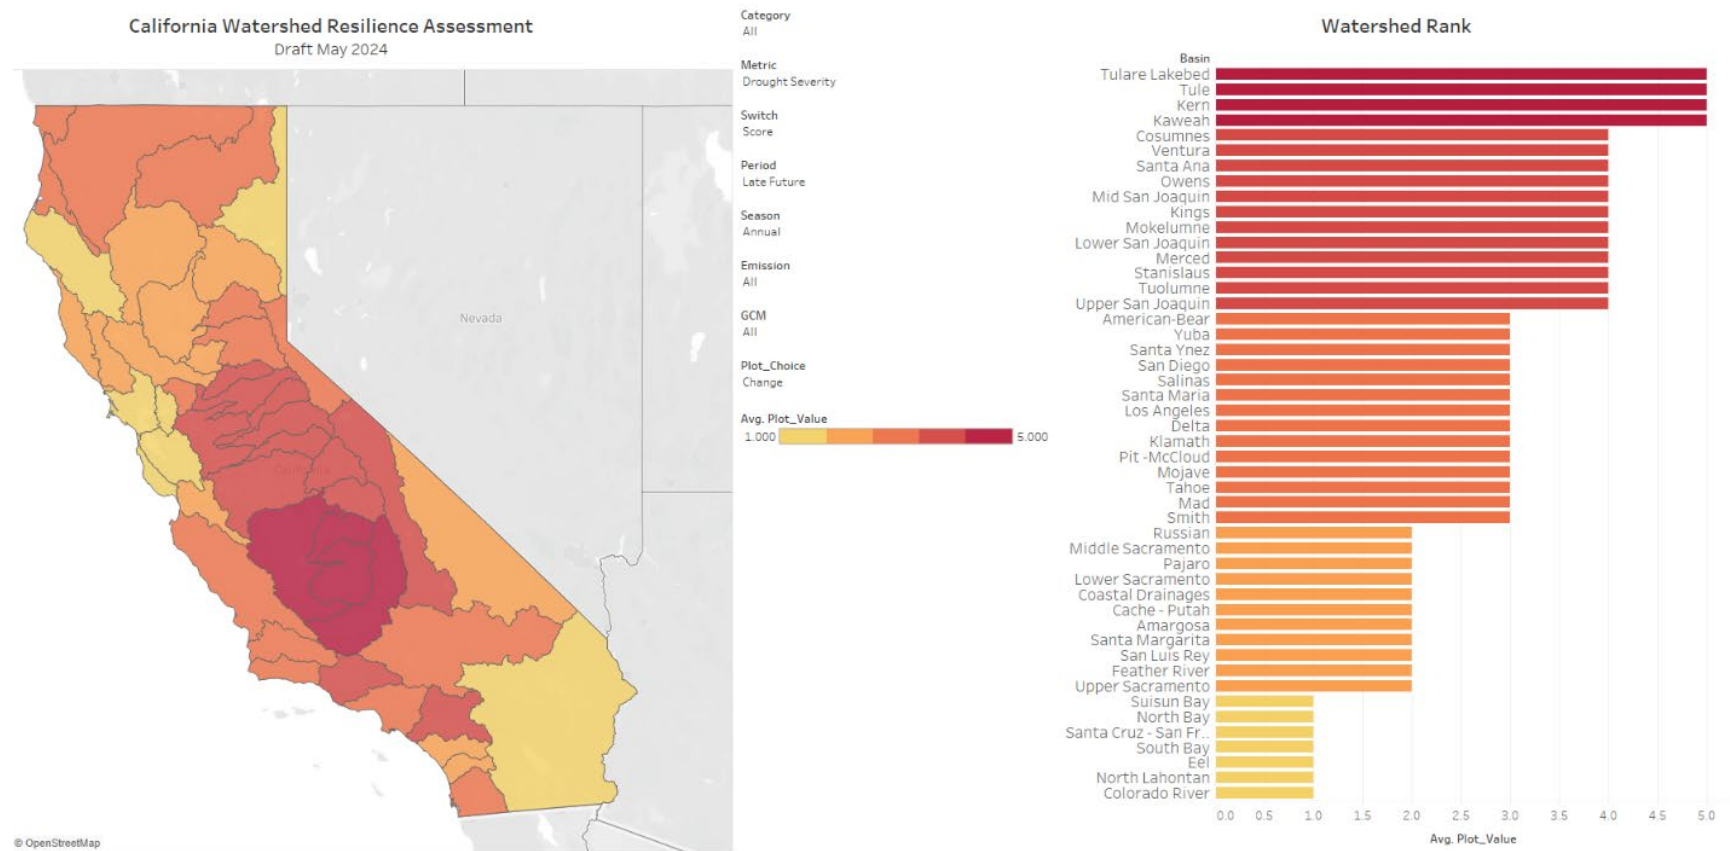 California Watershed Resilience Assessment
Draft May 2024
Nevada
California
© OpenStreetMap
Category
All
Metric
Drought Severity
Switch
Score
Period
Late Future
Season
Annual
Emission
All
GCM
All
Plot_Choice
Change
Avg. Plot_Value
1.000 5.000
Watershed Rank
Basin
Tulare Lakebed
Tule
Kern
Kaweah
Cosumnes
Ventura
Santa Ana
Owens
Mid San Joaquin
Kings
Mokelumne
Lower San Joaquin
Merced
Stanislaus
Tuolumne
Upper San Joaquin
American-Bear
Yuba
Santa Ynez
San Diego
Salinas
Santa Maria
Los Angeles
Delta
Klamath
Pit -McCloud
Mojave
Tahoe
Mad
Smith
Russian
Middle Sacramento
Pajaro
Lower Sacramento
Coastal Drainages
Cache - Putah
Amargosa
Santa Margarita
San Luis Rey
Feather River
Upper Sacramento
Suisun Bay
North Bay
Santa Cruz - San Fr..
South Bay
Eel
North Lahontan
Colorado River
0.0 0.5 1.0 1.5 2.0 2.5 3.0 3.5 4.0 4.5 5.0
Avg. Plot_Value